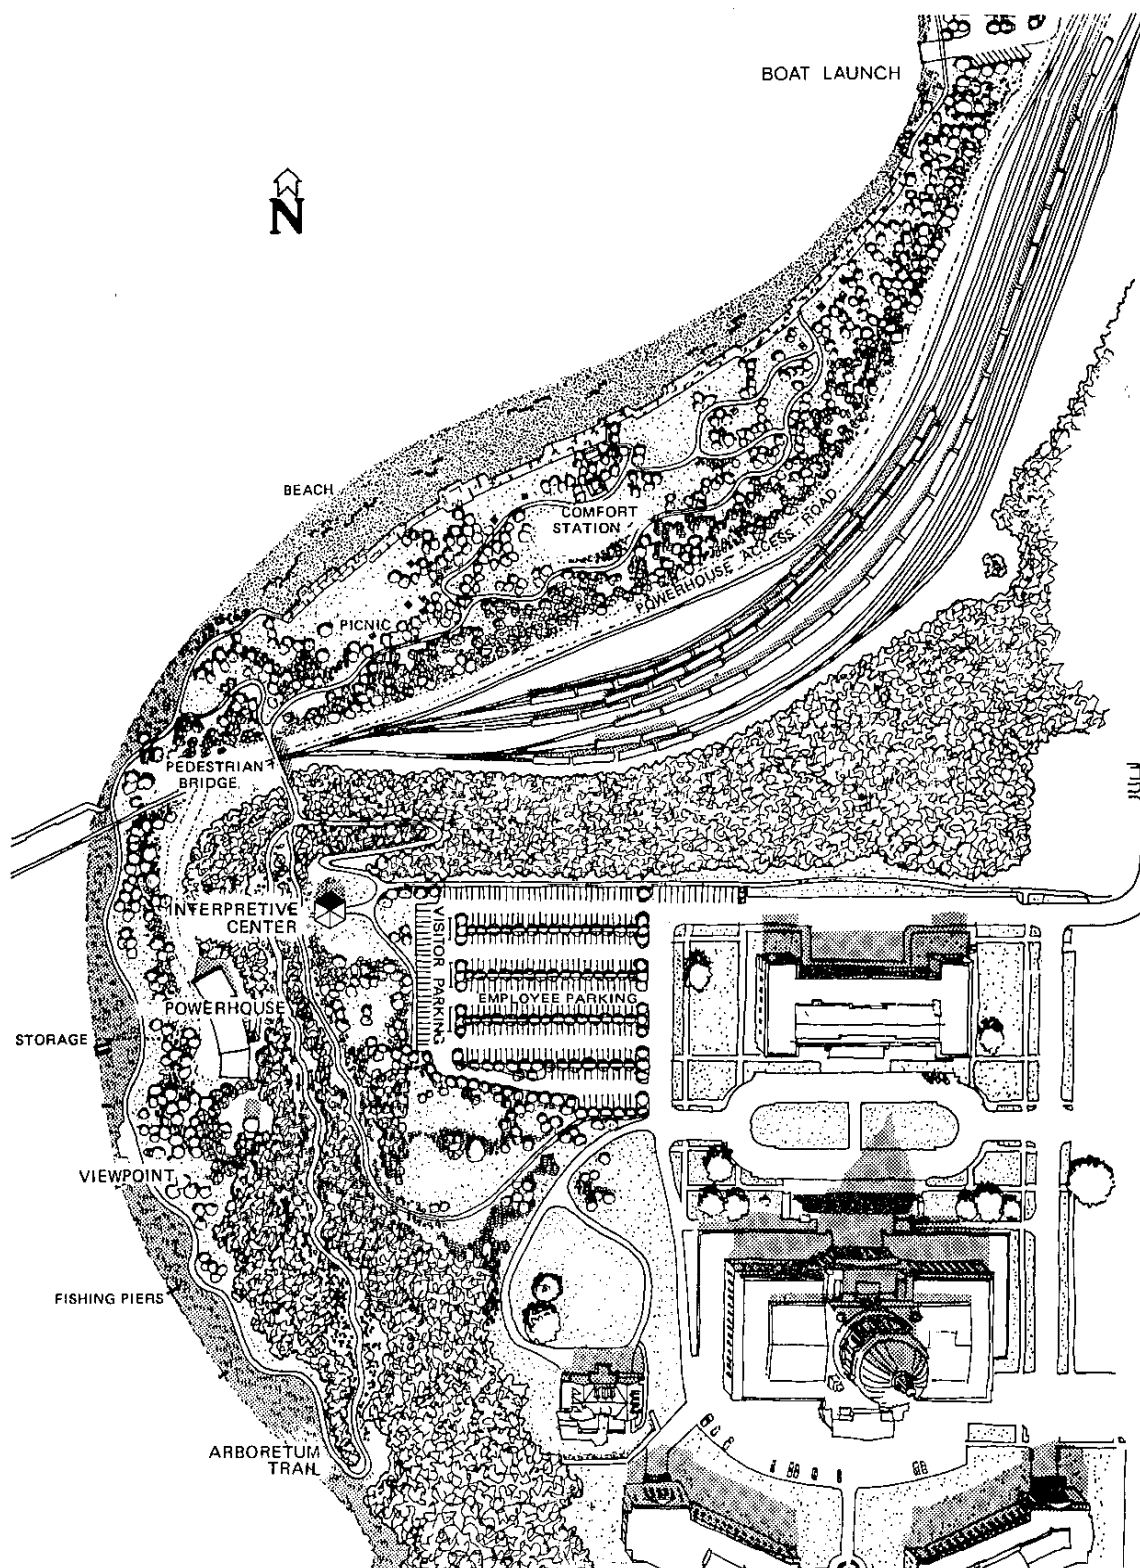 BOAT LAUNCH
N
BEACH
COMFORT
STATION
POWERHOUSE ACCESS ROAD
PICNIC
PEDESTRIAN
BRIDGE
INTERPRETIVE
CENTER
VISITOR PARKING
EMPLOYEE PARKING
POWERHOUSE
STORAGE
VIEWPOINT
FISHING PIERS
ARBORETUM
TRAIL